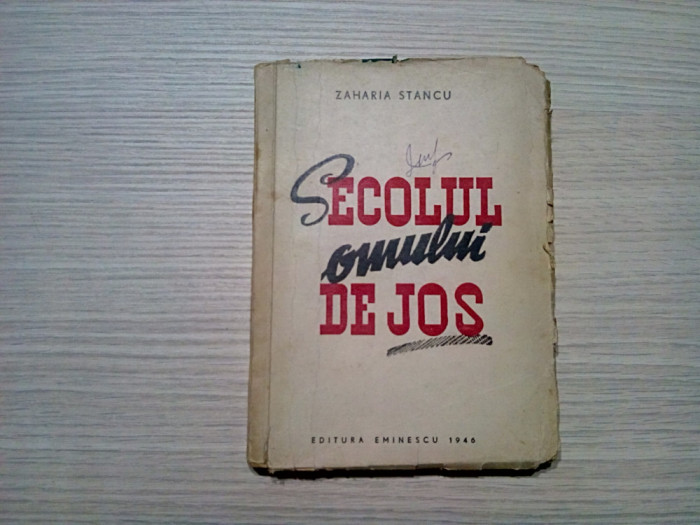 ZAHARIA STANCU
SECOLUL
omului
DE JOS
EDITURA EMINESCU 1946